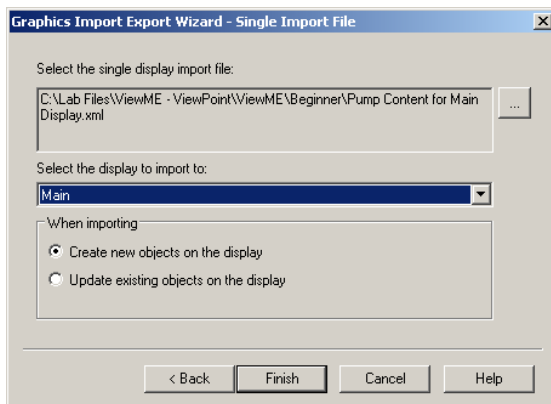 Graphics Import Export Wizard - Single Import File
Select the single display import file:
C:\Lab Files\ViewME - ViewPoint\ViewME\Beginner\Pump Content for Main
Display.xml
...
Select the display to import to:
Main
When importing
Create new objects on the display
Update existing objects on the display
< Back
Finish
Cancel
Help